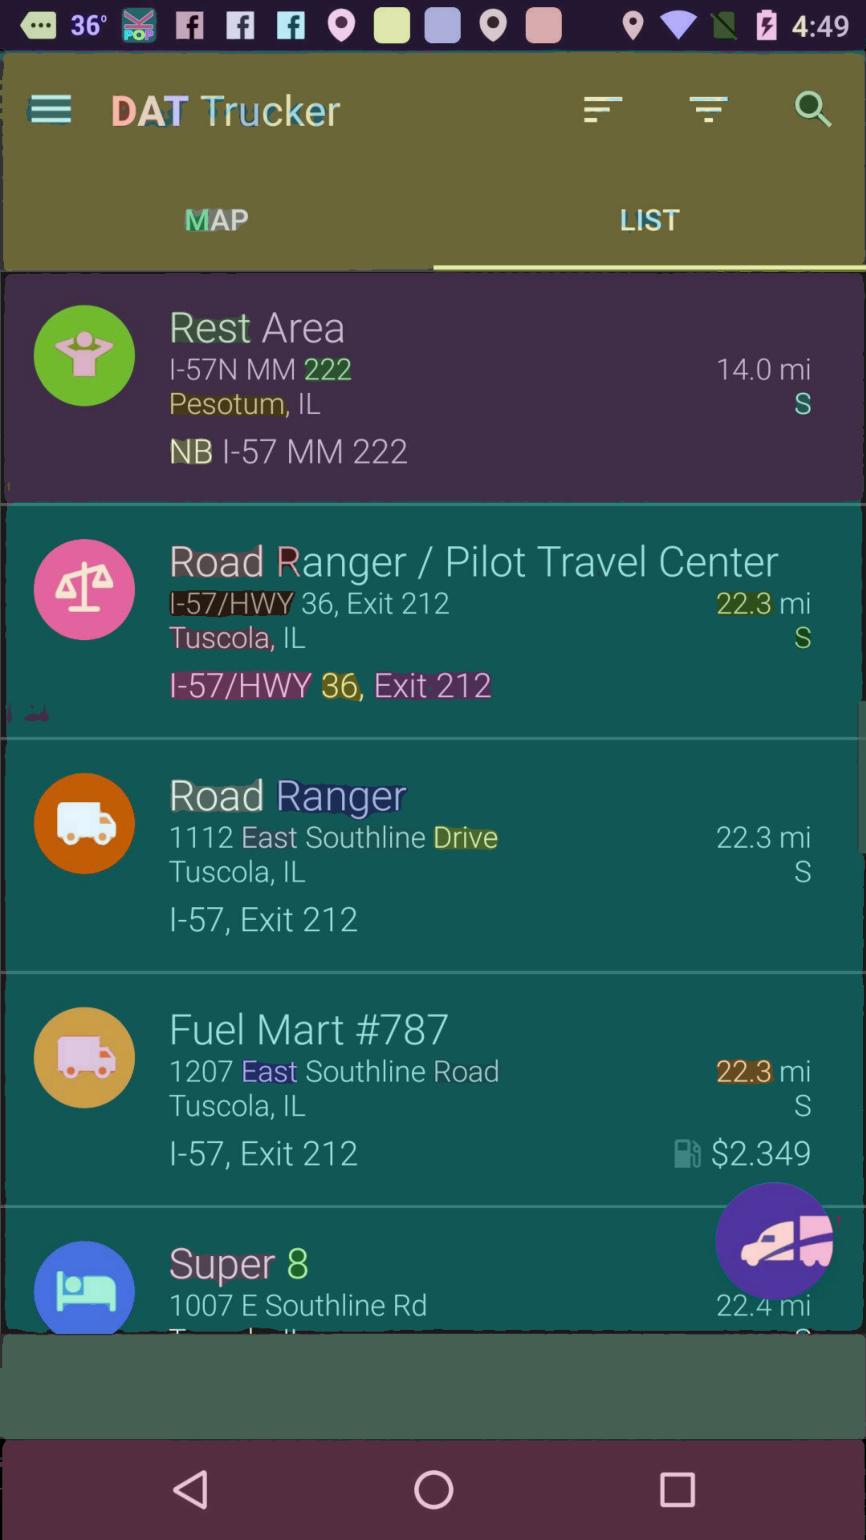 36° POP 4:49
DAT Trucker
MAP LIST
Rest Area
I-57N MM 222 14.0 mi
Pesotum, IL S
NB I-57 MM 222
Road Ranger / Pilot Travel Center
I-57/HWY 36, Exit 212 22.3 mi
Tuscola, IL S
I-57/HWY 36, Exit 212
Road Ranger
1112 East Southline Drive 22.3 mi
Tuscola, IL S
I-57, Exit 212
Fuel Mart #787
1207 East Southline Road 22.3 mi
Tuscola, IL S
I-57, Exit 212 $2.349
Super 8
1007 E Southline Rd 22.4 mi